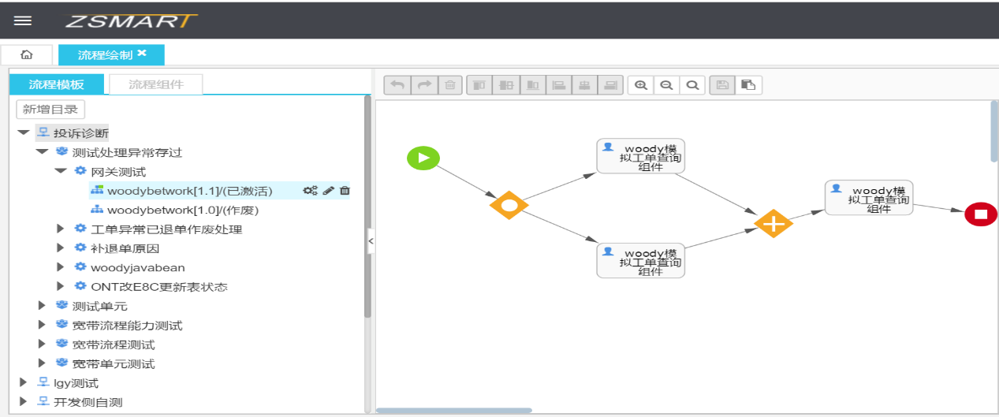 ZSMART
流程绘制
流程模板
流程组件
新增目录
投诉诊断
测试处理异常存过
网关测试
woodybetwork[1.1]/(已激活)
woodybetwork[1.0]/(作废)
工单异常已退单作废处理
补退单原因
woodyjavabean
ONT改E8C更新表状态
测试单元
宽带流程能力测试
宽带流程测试
宽带单元测试
lgy测试
开发侧自测
woody模
拟工单查询
组件
woody模
拟工单查询
组件
woody模
拟工单查询
组件